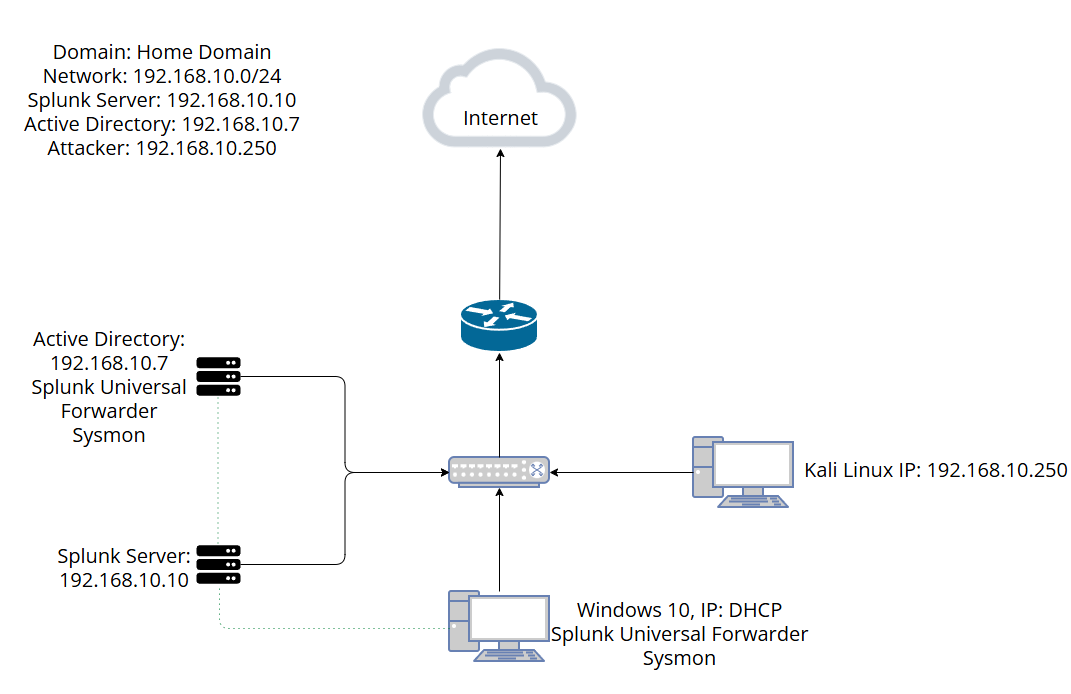 Domain: Home Domain
Network: 192.168.10.0/24
Splunk Server: 192.168.10.10
Active Directory: 192.168.10.7
Attacker: 192.168.10.250
Internet
Active Directory:
192.168.10.7
Splunk Universal
Forwarder
Sysmon
Kali Linux IP: 192.168.10.250
Splunk Server:
192.168.10.10
Windows 10, IP: DHCP
Splunk Universal Forwarder
Sysmon